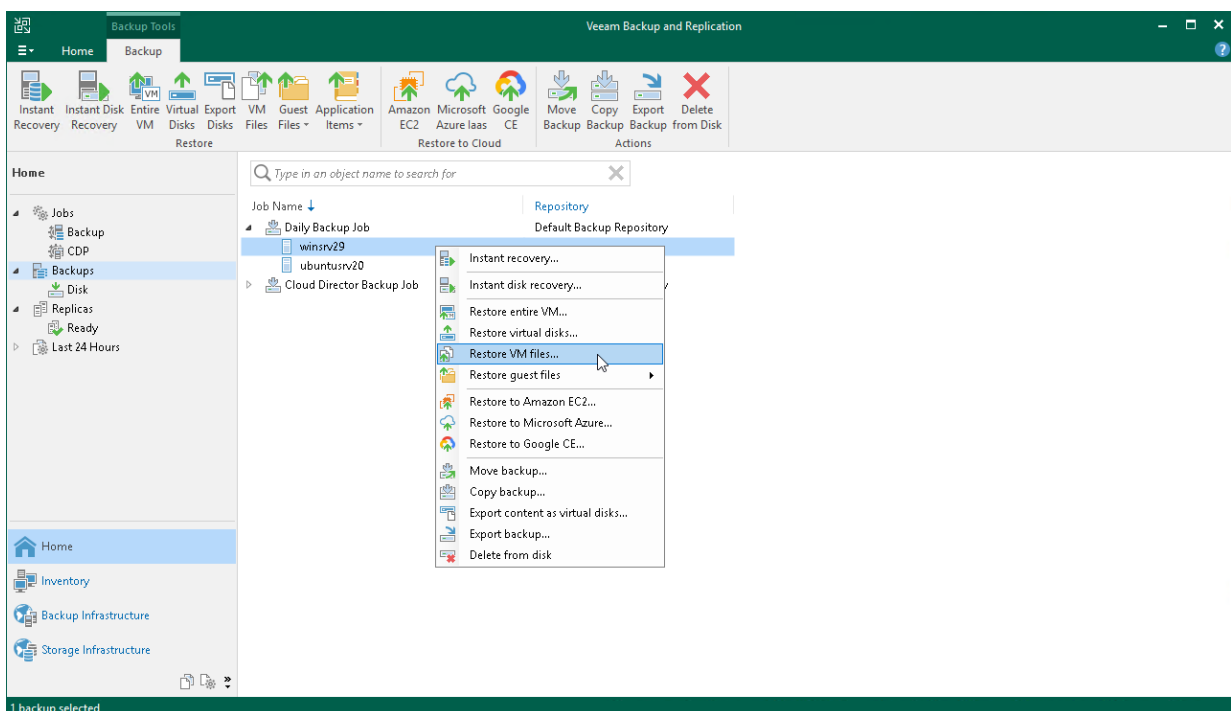 Backup Tools
Veeam Backup and Replication
Home Backup
Instant Recovery
Instant Disk Recovery
Entire VM
Virtual Disks
Export Disks
VM Files
Guest Files
Application Items
Amazon EC2
Microsoft Azure Iaas
Google CE
Move Backup
Copy Backup
Export Backup
Delete from Disk
Restore
Restore to Cloud
Actions
Home
Jobs
Backup
CDP
Backups
Disk
Replicas
Ready
Last 24 Hours
Type in an object name to search for
Job Name Repository
Daily Backup Job Default Backup Repository
winsrv29
ubuntusrv20
Cloud Director Backup Job
Instant recovery...
Instant disk recovery...
Restore entire VM...
Restore virtual disks...
Restore VM files...
Restore guest files
Restore to Amazon EC2...
Restore to Microsoft Azure...
Restore to Google CE...
Move backup...
Copy backup...
Export content as virtual disks...
Export backup...
Delete from disk
Home
Inventory
Backup Infrastructure
Storage Infrastructure
1 backup selected